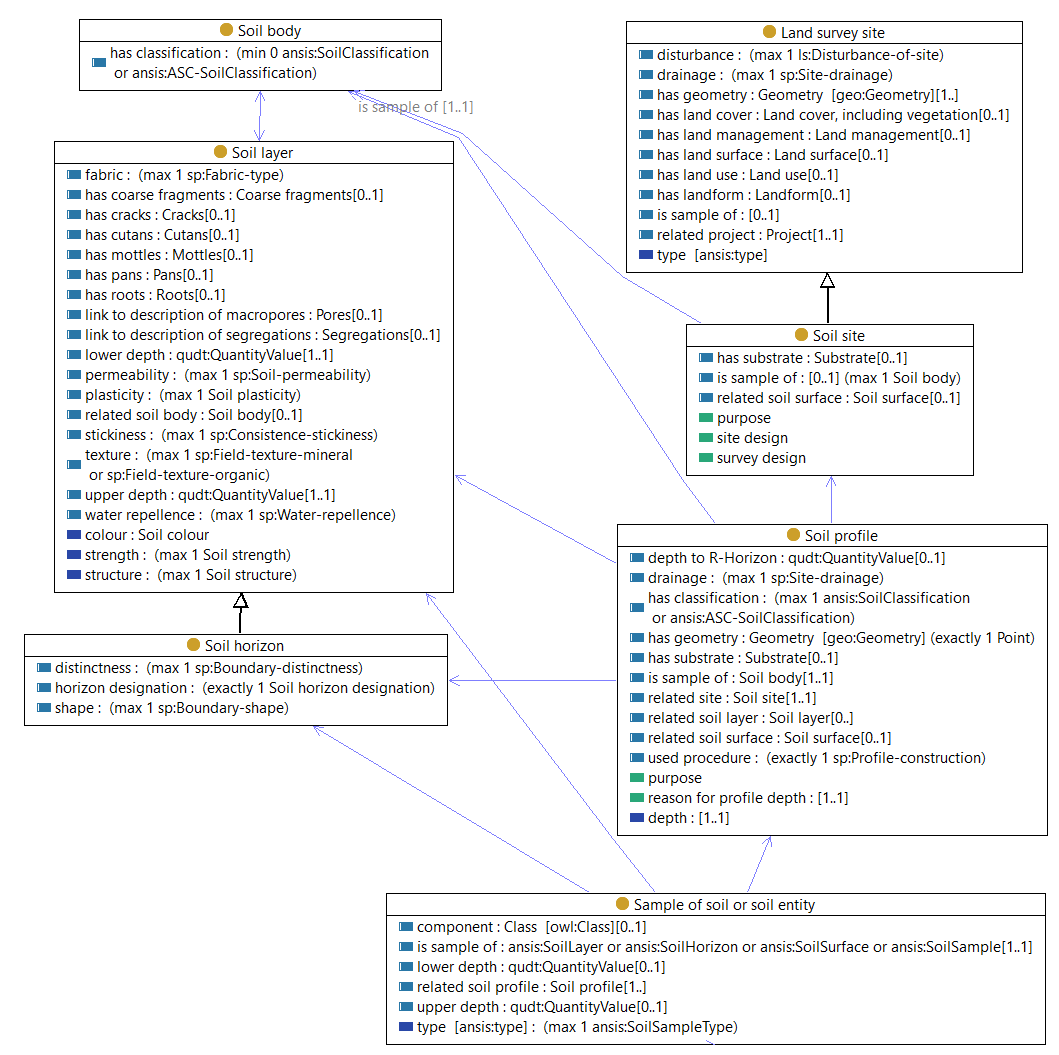 Soil body
has classification : (min 0 ansis:SoilClassification
or ansis:ASC-SoilClassification)
is sample of [1..1]
Land survey site
disturbance : (max 1 ls:Disturbance-of-site)
drainage : (max 1 sp:Site-drainage)
has geometry : Geometry [geo:Geometry][1..]
has land cover : Land cover, including vegetation[0..1]
has land management : Land management[0..1]
has land surface : Land surface[0..1]
has land use : Land use[0..1]
has landform : Landform[0..1]
is sample of : [0..1]
related project : Project[1..1]
type [ansis:type]
Soil layer
fabric : (max 1 sp:Fabric-type)
has coarse fragments : Coarse fragments[0..1]
has cracks : Cracks[0..1]
has cutans : Cutans[0..1]
has mottles : Mottles[0..1]
has pans : Pans[0..1]
has roots : Roots[0..1]
link to description of macropores : Pores[0..1]
link to description of segregations : Segregations[0..1]
lower depth : qudt:QuantityValue[1..1]
permeability : (max 1 sp:Soil-permeability)
plasticity : (max 1 Soil plasticity)
related soil body : Soil body[0..1]
stickiness : (max 1 sp:Consistence-stickiness)
texture : (max 1 sp:Field-texture-mineral
or sp:Field-texture-organic)
upper depth : qudt:QuantityValue[1..1]
water repellence : (max 1 sp:Water-repellence)
colour : Soil colour
strength : (max 1 Soil strength)
structure : (max 1 Soil structure)
Soil site
has substrate : Substrate[0..1]
is sample of : [0..1] (max 1 Soil body)
related soil surface : Soil surface[0..1]
purpose
site design
survey design
Soil horizon
distinctness : (max 1 sp:Boundary-distinctness)
horizon designation : (exactly 1 Soil horizon designation)
shape : (max 1 sp:Boundary-shape)
Soil profile
depth to R-Horizon : qudt:QuantityValue[0..1]
drainage : (max 1 sp:Site-drainage)
has classification : (max 1 ansis:SoilClassification
or ansis:ASC-SoilClassification)
has geometry : Geometry [geo:Geometry] (exactly 1 Point)
has substrate : Substrate[0..1]
is sample of : Soil body[1..1]
related site : Soil site[1..1]
related soil layer : Soil layer[0..]
related soil surface : Soil surface[0..1]
used procedure : (exactly 1 sp:Profile-construction)
purpose
reason for profile depth : [1..1]
depth : [1..1]
Sample of soil or soil entity
component : Class [owl:Class][0..1]
is sample of : ansis:SoilLayer or ansis:SoilHorizon or ansis:SoilSurface or ansis:SoilSample[1..1]
lower depth : qudt:QuantityValue[0..1]
related soil profile : Soil profile[1..]
upper depth : qudt:QuantityValue[0..1]
type [ansis:type] : (max 1 ansis:SoilSampleType)